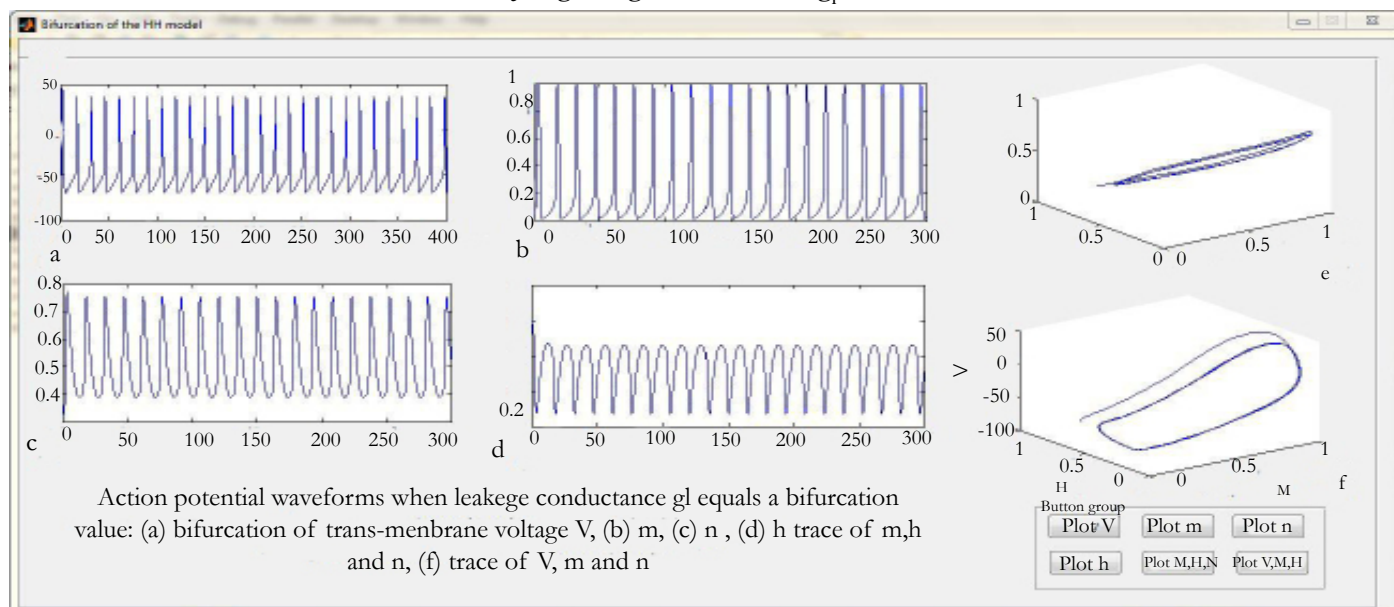 Bifurcation of the HH model
50
0
-50
-100
0 50 100 150 200 250 300 350 400
a
1
0.8
0.6
0.4
0.2
0
0 50 100 150 200 250 300
b
1
0.5
0
1
0.5
0 0
0.5
1
e
0.8
0.7
0.6
0.5
0.4
0 50 100 150 200 250 300
c
0.2
0 50 100 150 200 250 300
d
V
50
0
-50
-100
1
0.5
0
H
0
0.5
1
M
f
Action potential waveforms when leakege conductance gl equals a bifurcation
value: (a) bifurcation of trans-menbrane voltage V, (b) m, (c) n , (d) h trace of m,h
and n, (f) trace of V, m and n
Button group
Plot V Plot m Plot n
Plot h Plot M,H,N Plot V,M,H